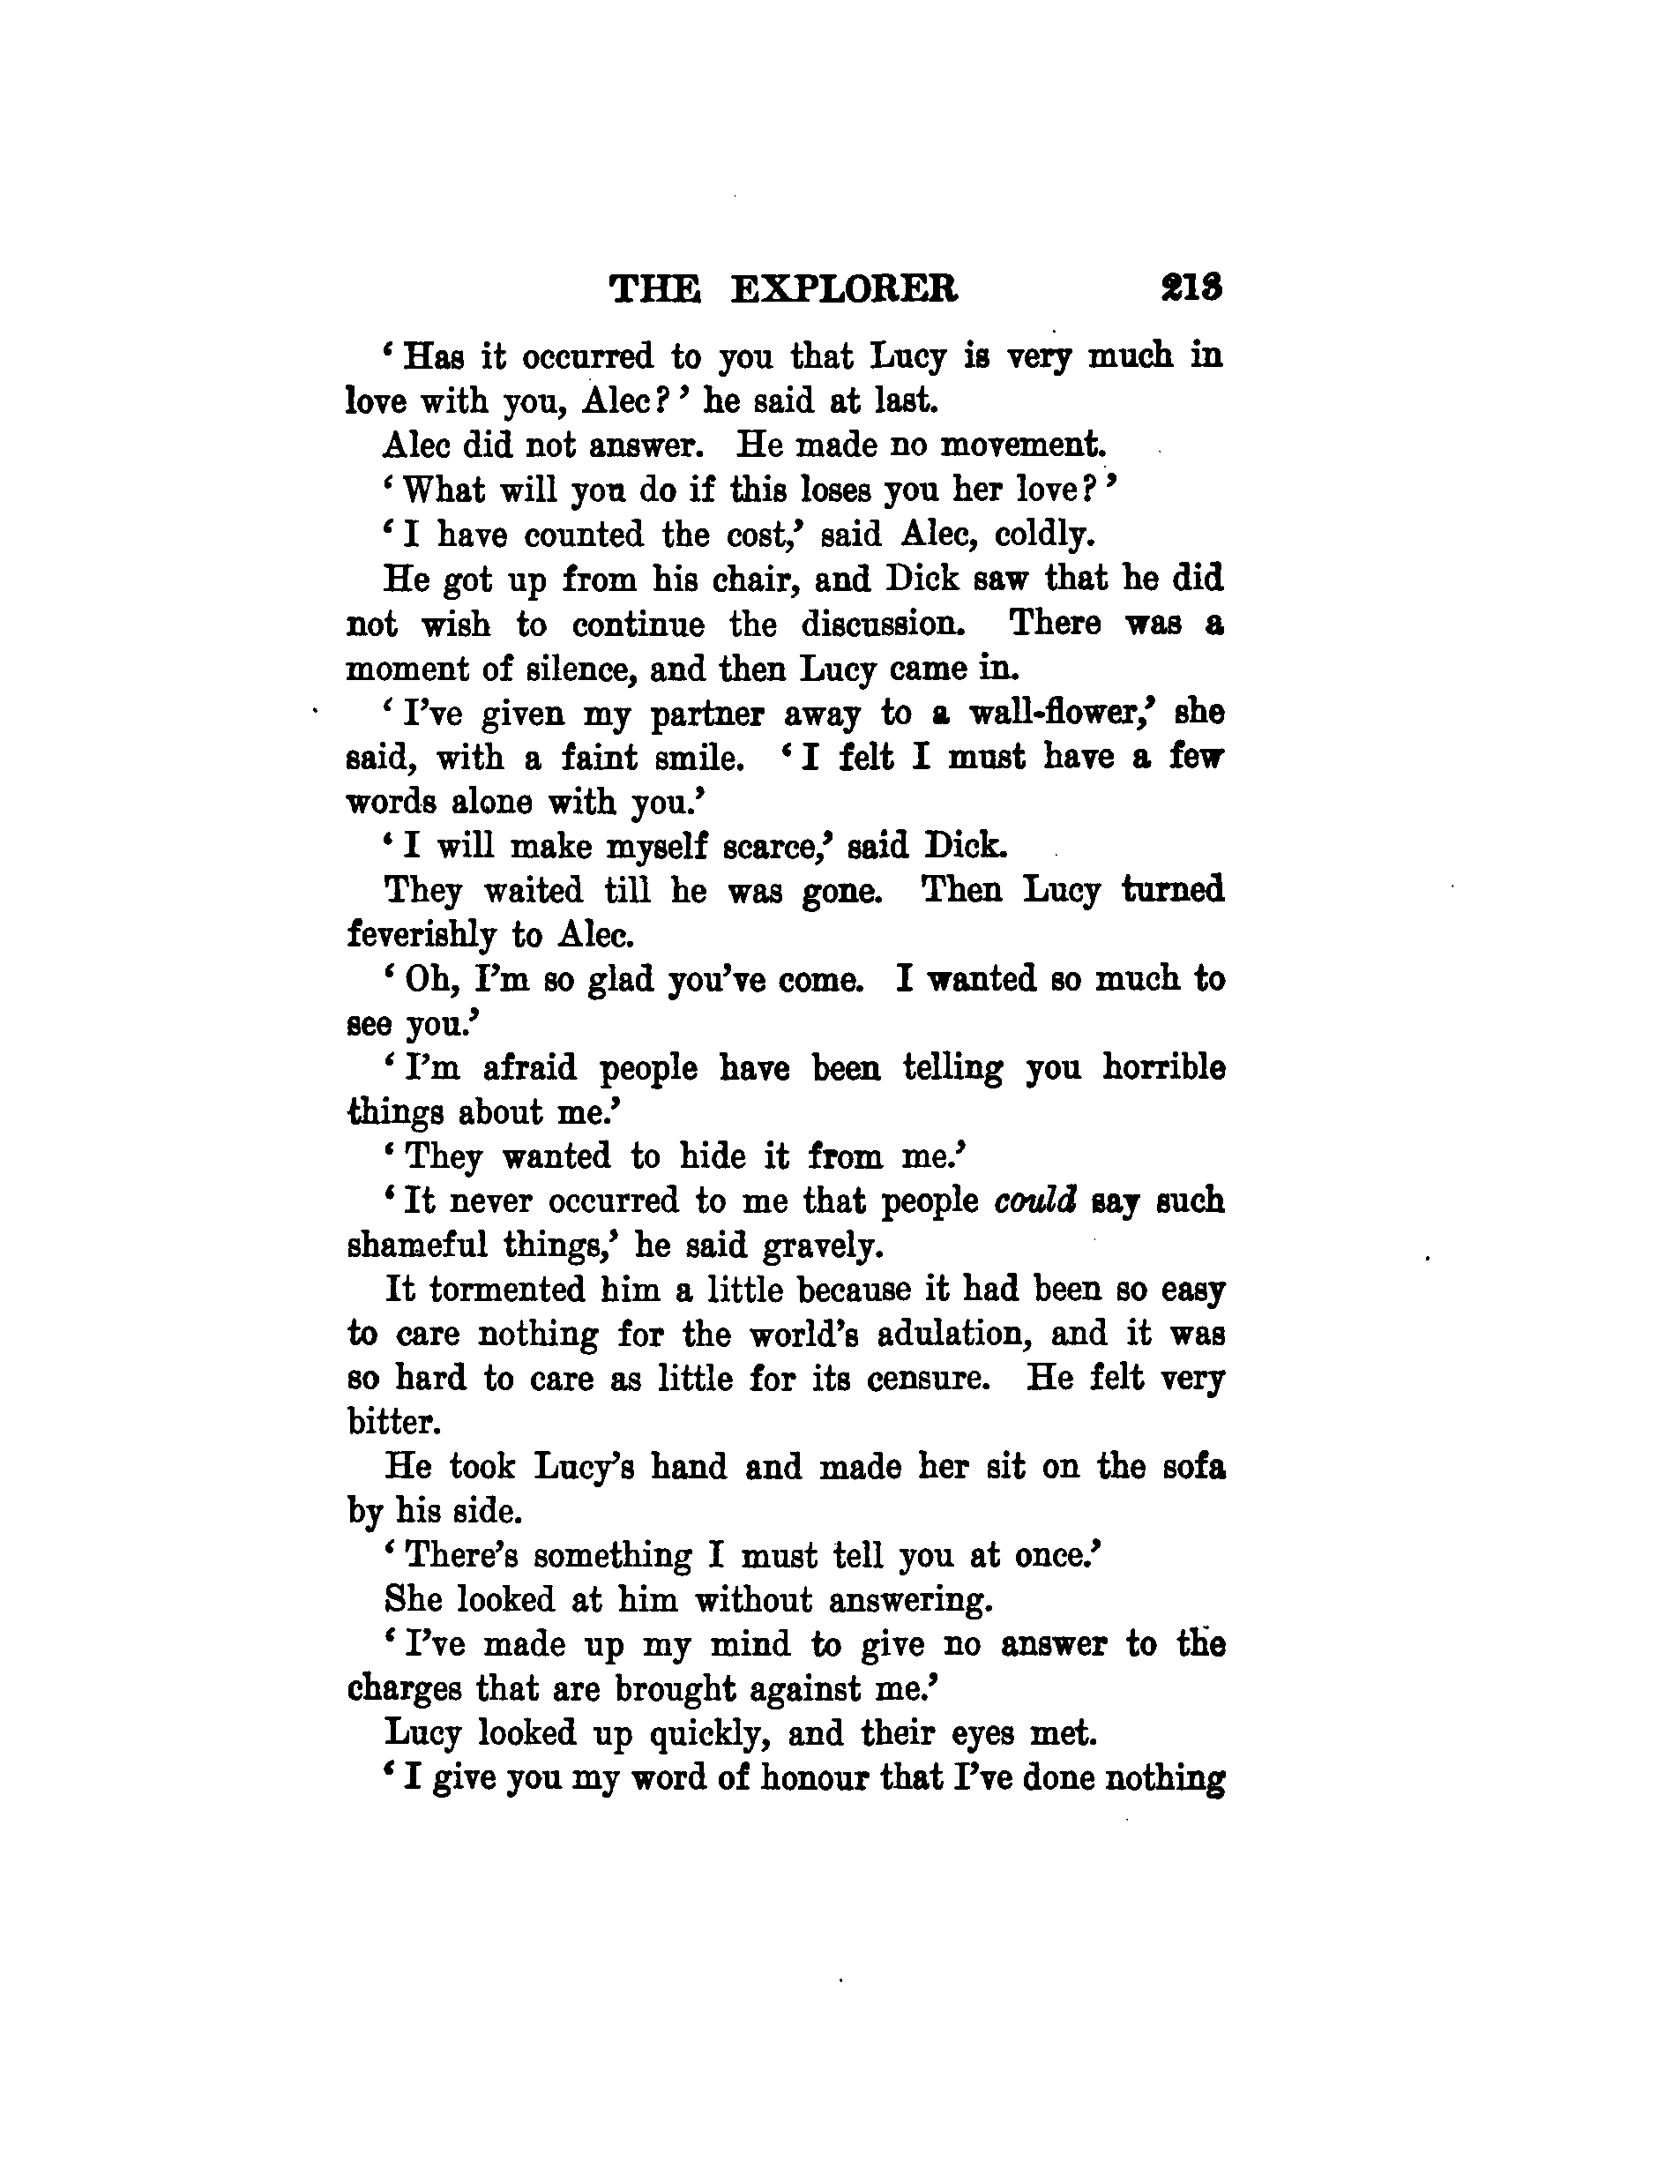 THE EXPLORER 213
‘Has it occurred to you that Lucy is very much in
love with you, Alec?’ he said at last.
Alec did not answer. He made no movement.
‘What will you do if this loses you her love?’
‘I have counted the cost,’ said Alec, coldly.
He got up from his chair, and Dick saw that he did
not wish to continue the discussion. There was a
moment of silence, and then Lucy came in.
‘I’ve given my partner away to a wall-flower,’ she
said, with a faint smile. ‘I felt I must have a few
words alone with you.’
‘I will make myself scarce,’ said Dick.
They waited till he was gone. Then Lucy turned
feverishly to Alec.
‘Oh, I’m so glad you’ve come. I wanted so much to
see you.’
‘I’m afraid people have been telling you horrible
things about me.’
‘They wanted to hide it from me.’
‘It never occurred to me that people could say such
shameful things,’ he said gravely.
It tormented him a little because it had been so easy
to care nothing for the world’s adulation, and it was
so hard to care as little for its censure. He felt very
bitter.
He took Lucy’s hand and made her sit on the sofa
by his side.
‘There’s something I must tell you at once.’
She looked at him without answering.
‘I’ve made up my mind to give no answer to the
charges that are brought against me.’
Lucy looked up quickly, and their eyes met.
‘I give you my word of honour that I’ve done nothing